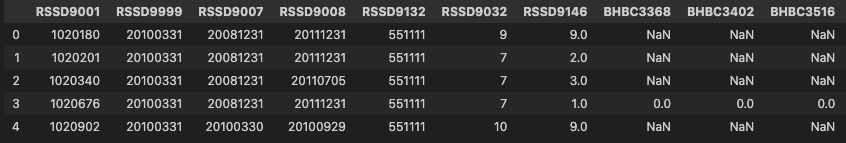 RSSD9001 RSSD9999 RSSD9007 RSSD9008 RSSD9132 RSSD9032 RSSD9146 BHBC3368 BHBC3402 BHBC3516
0 1020180 20100331 20081231 20111231 551111 9 9.0 NaN NaN NaN
1 1020201 20100331 20081231 20111231 551111 7 2.0 NaN NaN NaN
2 1020340 20100331 20081231 20110705 551111 7 3.0 NaN NaN NaN
3 1020676 20100331 20081231 20111231 551111 7 1.0 0.0 0.0 0.0
4 1020902 20100331 20100330 20100929 551111 10 9.0 NaN NaN NaN